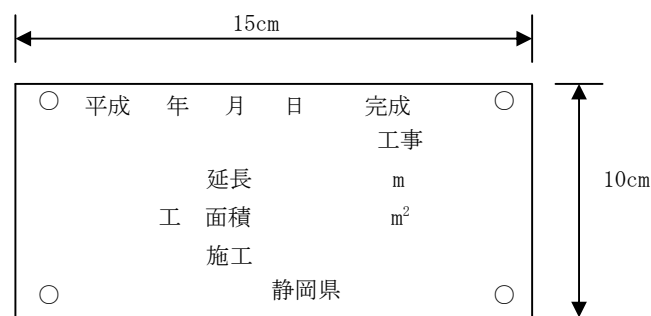 15cm
○ 平成 年 月 日 完成 ○
工事
延長 m
10cm
工 面積 m²
施工
静岡県
○ ○